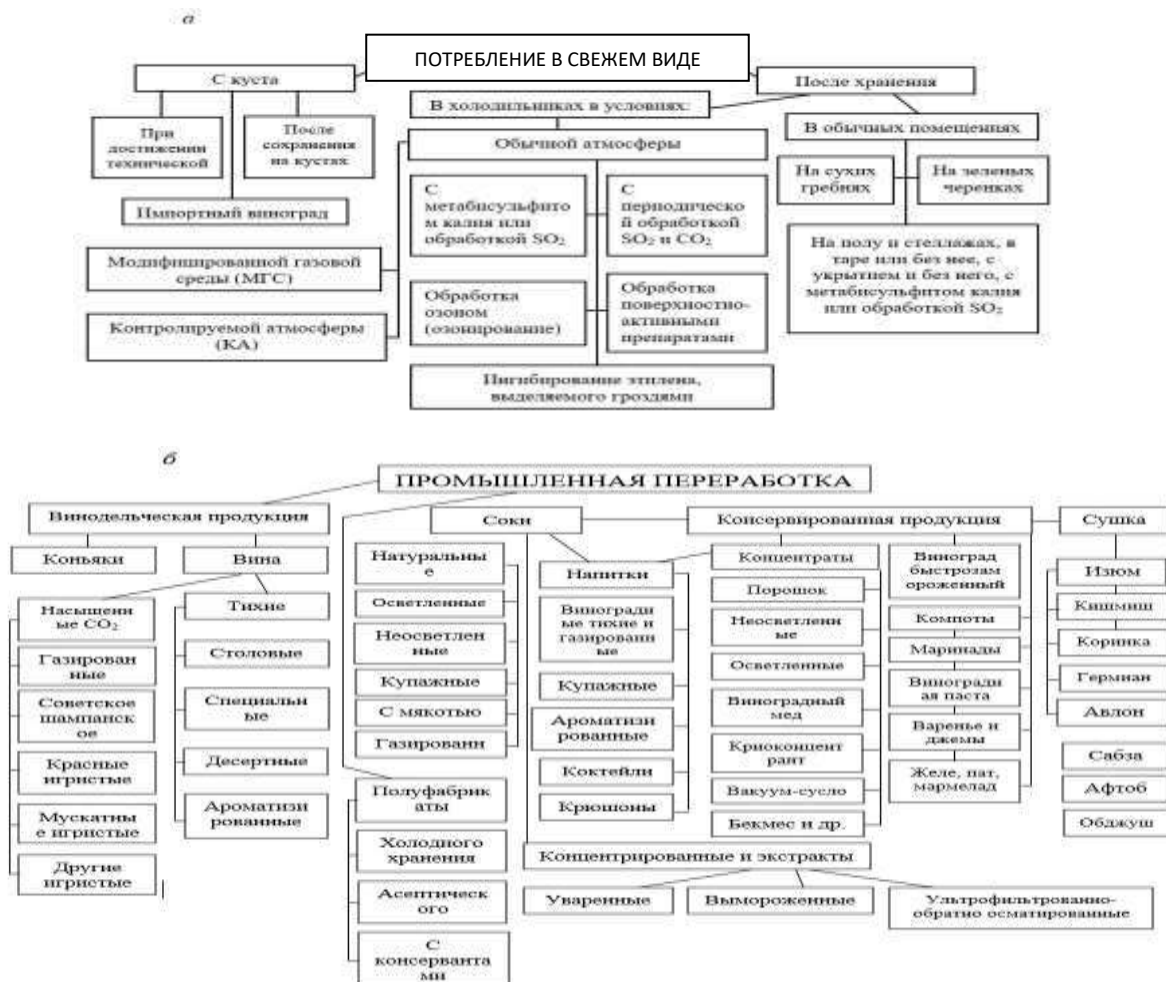 а
ПОТРЕБЛЕНИЕ В СВЕЖЕМ ВИДЕ
С куста
После хранения
При
достижении
технической
После
сохранения
на кустах
Импортный виноград
В холодильниках в условиях:
Обычной атмосферы
В обычных помещениях
На сухих
гребнях
На зеленых
черенках
С
метабисульфито
м калия или
обработкой SO₂
С
периодическо
й обработкой
SO₂ и CO₂
На полу и стеллажах, в
таре или без нее, с
укрытием и без него, с
метабисульфитом калия
или обработкой SO₂
Модифицированной газовой
среды (МГС)
Контролируемой атмосферы
(КА)
Обработка
озоном
(озонирование)
Обработка
поверхностно-
активными
препаратами
Ингибирование этилена,
выделяемого гроздями
б
ПРОМЫШЛЕННАЯ ПЕРЕРАБОТКА
Винодельческая продукция
Соки
Консервированная продукция
Сушка
Коньяки
Вина
Насыщенн
ые CO₂
Газирован
ные
Советское
шампанск
ое
Красные
игристые
Мускатны
е игристые
Другие
игристые
Тихие
Столовые
Специальн
ые
Десертные
Ароматизи
рованные
Натуральны
е
Осветленные
Неосветлен
ные
Купажные
С мякотью
Газированн
Полуфабрик
аты
Холодного
хранения
Асептическ
ого
С
консерванта
ми
Напитки
Виноградн
ые тихие и
газированн
ые
Купажные
Ароматизи
рованные
Коктейли
Крюшоны
Концентраты
Порошок
Неосветленн
ые
Осветленные
Виноградный
мед
Криоконцент
рант
Вакуум-сусло
Бекмес и др.
Виноград
быстрозам
ороженный
Компоты
Маринады
Виноградн
ая паста
Варенье и
джемы
Желе, пат,
мармелад
Изюм
Кишмиш
Коринка
Гермиан
Авлон
Сабза
Афтоб
Обджуш
Концентрированные и экстракты
Уваренные
Вымороженные
Ультрофильтрованно-
обратно осматированные